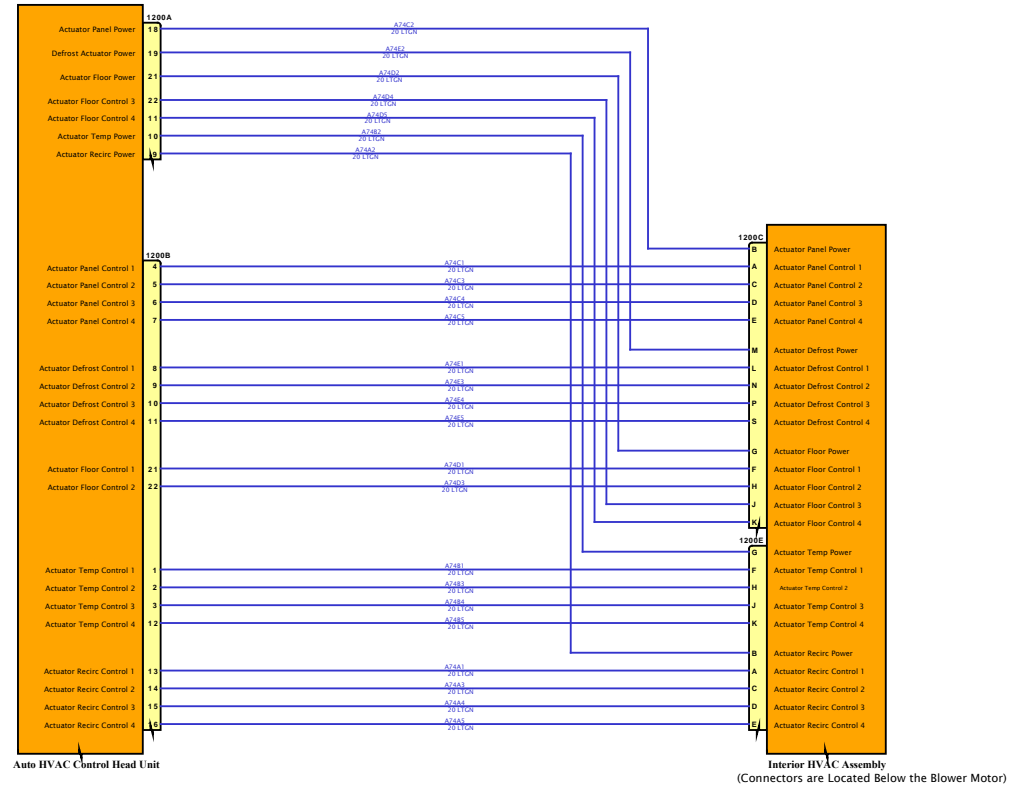 1200A
Actuator Panel Power 18 A74C2
20 LTGN
Defrost Actuator Power 19 A74E2
20 LTGN
Actuator Floor Power 21 A74D2
20 LTGN
Actuator Floor Control 3 22 A74D4
20 LTGN
Actuator Floor Control 4 11 A74D5
20 LTGN
Actuator Temp Power 10 A74B2
20 LTGN
Actuator Recirc Power 9 A74A2
20 LTGN
1200C
B Actuator Panel Power
1200B
Actuator Panel Control 1 4 A74C1 A Actuator Panel Control 1
20 LTGN
Actuator Panel Control 2 5 A74C3 C Actuator Panel Control 2
20 LTGN
Actuator Panel Control 3 6 A74C4 D Actuator Panel Control 3
20 LTGN
Actuator Panel Control 4 7 A74C5 E Actuator Panel Control 4
20 LTGN
M Actuator Defrost Power
Actuator Defrost Control 1 8 A74E1 L Actuator Defrost Control 1
20 LTGN
Actuator Defrost Control 2 9 A74E3 N Actuator Defrost Control 2
20 LTGN
Actuator Defrost Control 3 10 A74E4 P Actuator Defrost Control 3
20 LTGN
Actuator Defrost Control 4 11 A74E5 S Actuator Defrost Control 4
20 LTGN
G Actuator Floor Power
Actuator Floor Control 1 21 A74D1 F Actuator Floor Control 1
20 LTGN
Actuator Floor Control 2 22 A74D3 H Actuator Floor Control 2
20 LTGN
J Actuator Floor Control 3
K Actuator Floor Control 4
1200E
G Actuator Temp Power
Actuator Temp Control 1 1 A74B1 F Actuator Temp Control 1
20 LTGN
Actuator Temp Control 2 2 A74B3 H Actuator Temp Control 2
20 LTGN
Actuator Temp Control 3 3 A74B4 J Actuator Temp Control 3
20 LTGN
Actuator Temp Control 4 12 A74B5 K Actuator Temp Control 4
20 LTGN
B Actuator Recirc Power
Actuator Recirc Control 1 13 A74A1 A Actuator Recirc Control 1
20 LTGN
Actuator Recirc Control 2 14 A74A3 C Actuator Recirc Control 2
20 LTGN
Actuator Recirc Control 3 15 A74A4 D Actuator Recirc Control 3
20 LTGN
Actuator Recirc Control 4 16 A74A5 E Actuator Recirc Control 4
20 LTGN
Auto HVAC Control Head Unit
Interior HVAC Assembly
(Connectors are Located Below the Blower Motor)